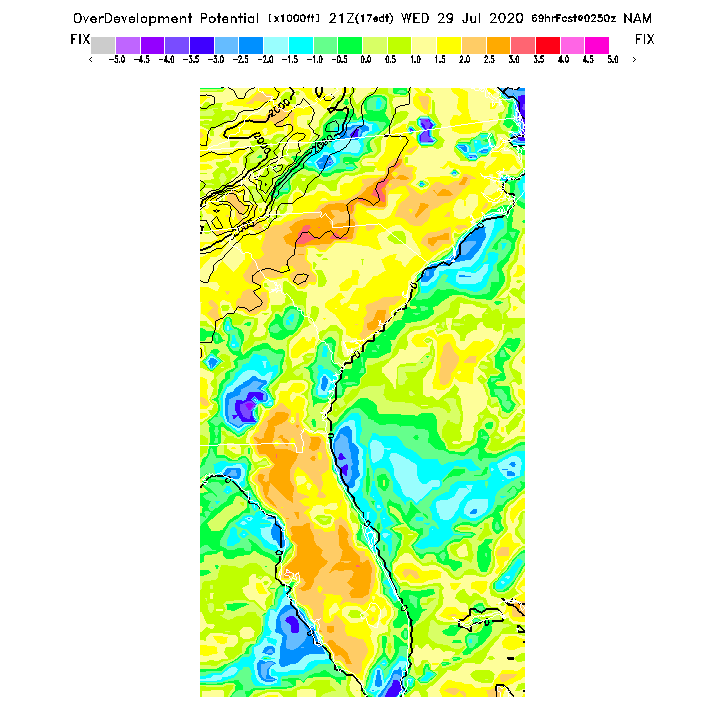 OverDevelopment Potential [x1000ft] 21Z(17edt) WED 29 Jul 2020 69hrFcst@0250z NAM
FIX FIX
< -5.0 -4.5 -4.0 -3.5 -3.0 -2.5 -2.0 -1.5 -1.0 0.0 0.5 1.0 1.5 2.0 2.5 3.0 3.5 4.0 4.5 5.0 >
2000
2000